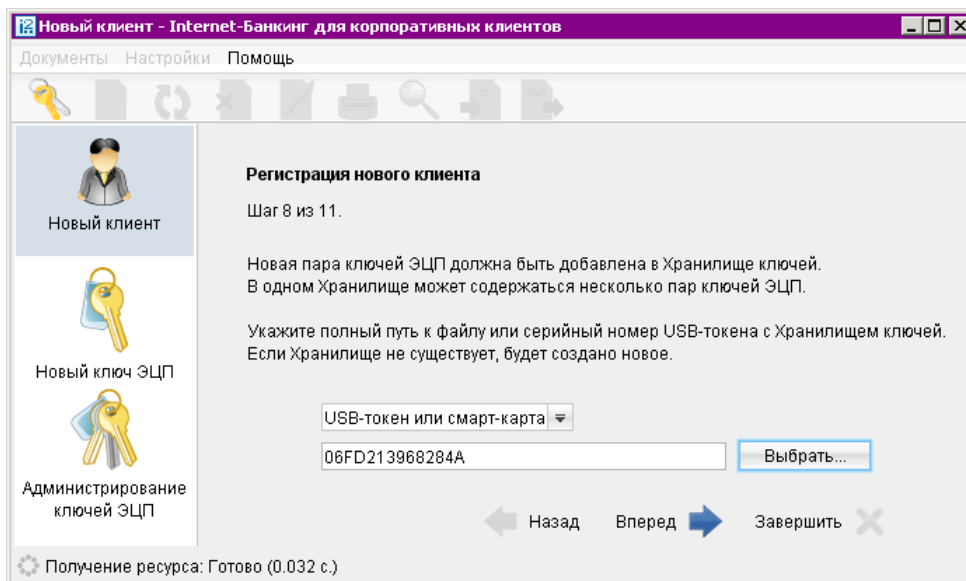 Новый клиент - Internet-Банкинг для корпоративных клиентов
Документы Настройки Помощь
Новый клиент
Новый ключ ЭЦП
Администрирование
ключей ЭЦП
Регистрация нового клиента
Шаг 8 из 11.
Новая пара ключей ЭЦП должна быть добавлена в Хранилище ключей.
В одном Хранилище может содержаться несколько пар ключей ЭЦП.
Укажите полный путь к файлу или серийный номер USB-токена с Хранилищем ключей.
Если Хранилище не существует, будет создано новое.
USB-токен или смарт-карта
06FD213968284A Выбрать...
Назад Вперед Завершить
Получение ресурса: Готово (0.032 с.)